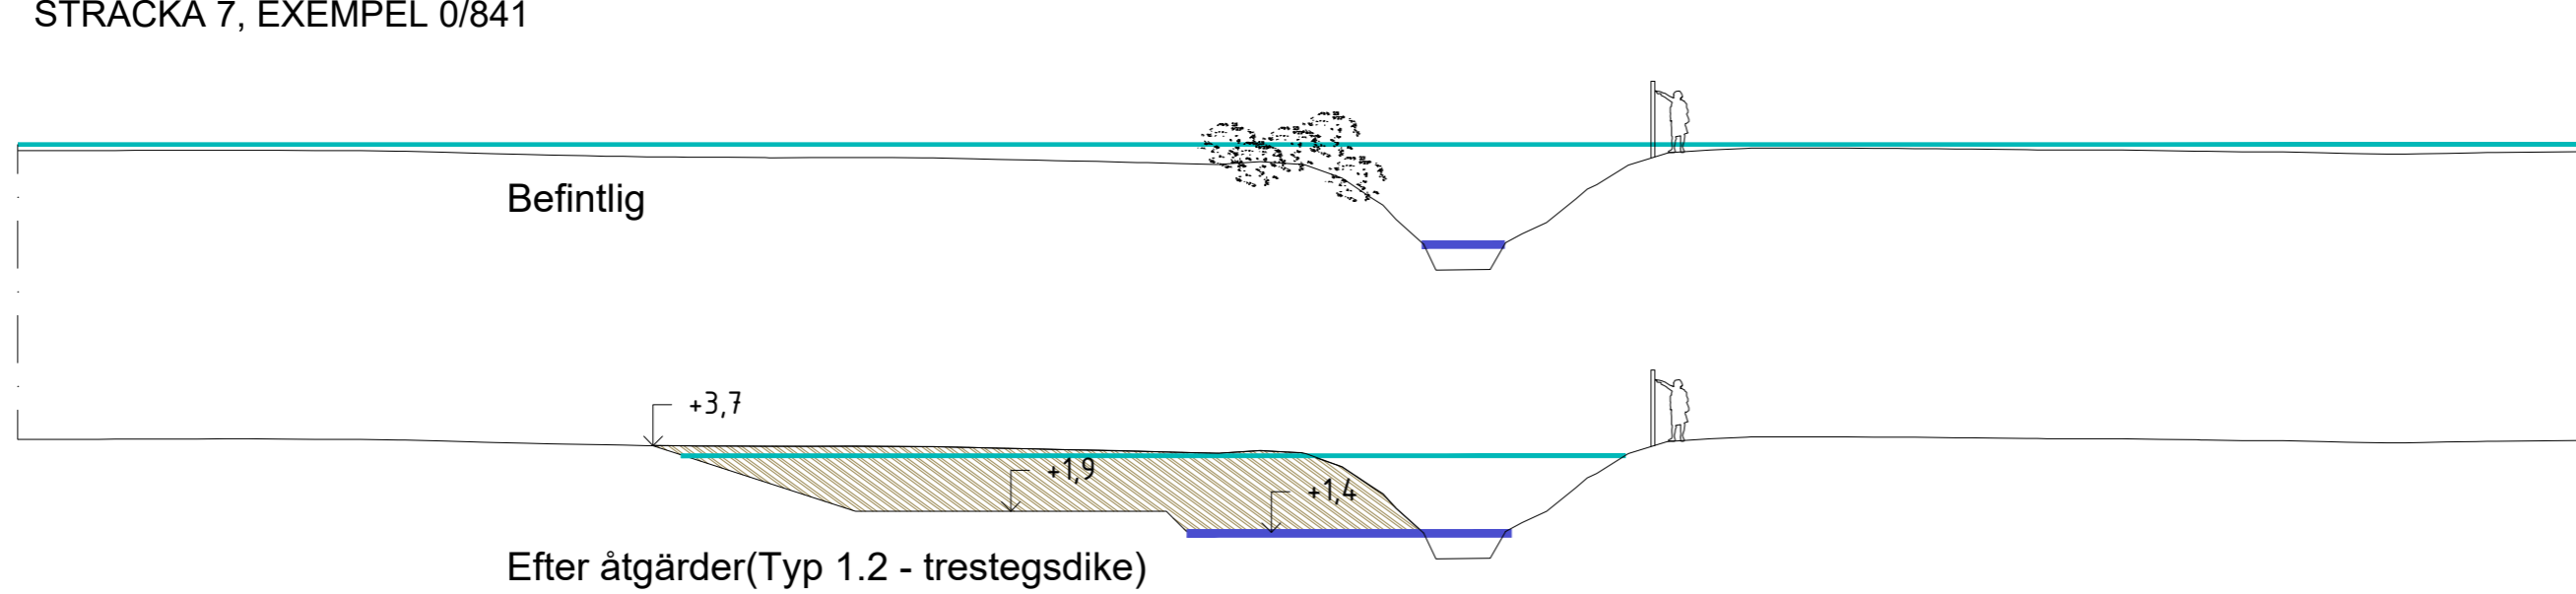 STRÄCKA 7, EXEMPEL 0/841
Befintlig
+3,7
+1,9
+1,4
Efter åtgärder(Typ 1.2 - trestegsdike)